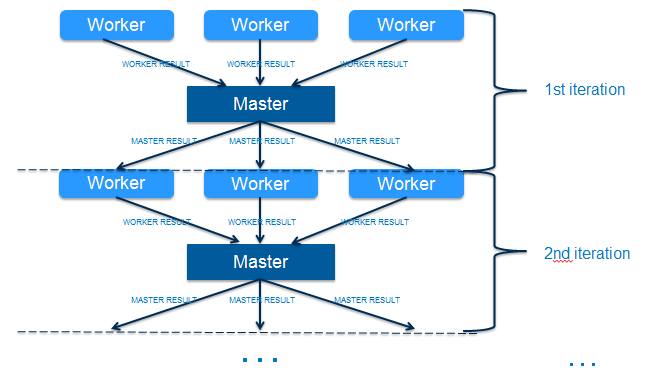 Worker Worker Worker
WORKER RESULT WORKER RESULT WORKER RESULT
1st iteration
Master
MASTER RESULT MASTER RESULT MASTER RESULT
Worker Worker Worker
WORKER RESULT WORKER RESULT WORKER RESULT
2nd iteration
Master
MASTER RESULT MASTER RESULT MASTER RESULT
... ...